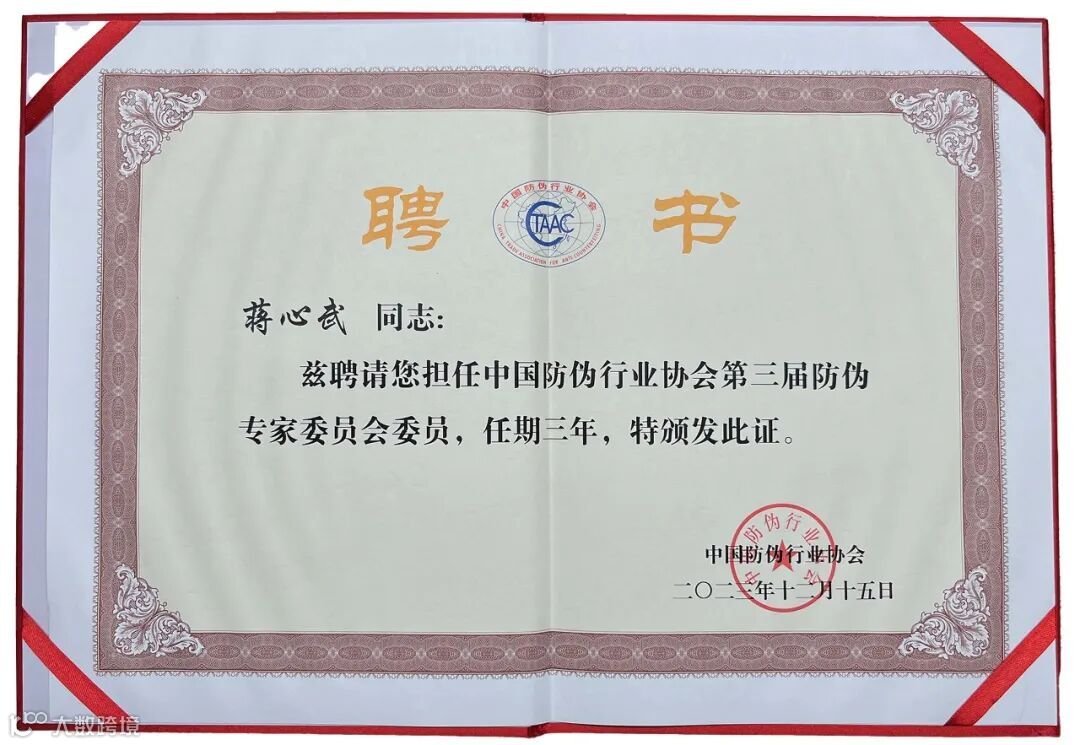 聘 书
中国防伪行业协会
CTAAC
CHINA TRADE ASSOCIATION FOR ANTI-COUNTERFEITING
蒋心武 同志:
兹聘请您担任中国防伪行业协会第三届防伪
专家委员会委员,任期三年,特颁发此证。
中国防伪行业协会
中国防伪行业协会
二〇二三年十二月十五日
大数跨境